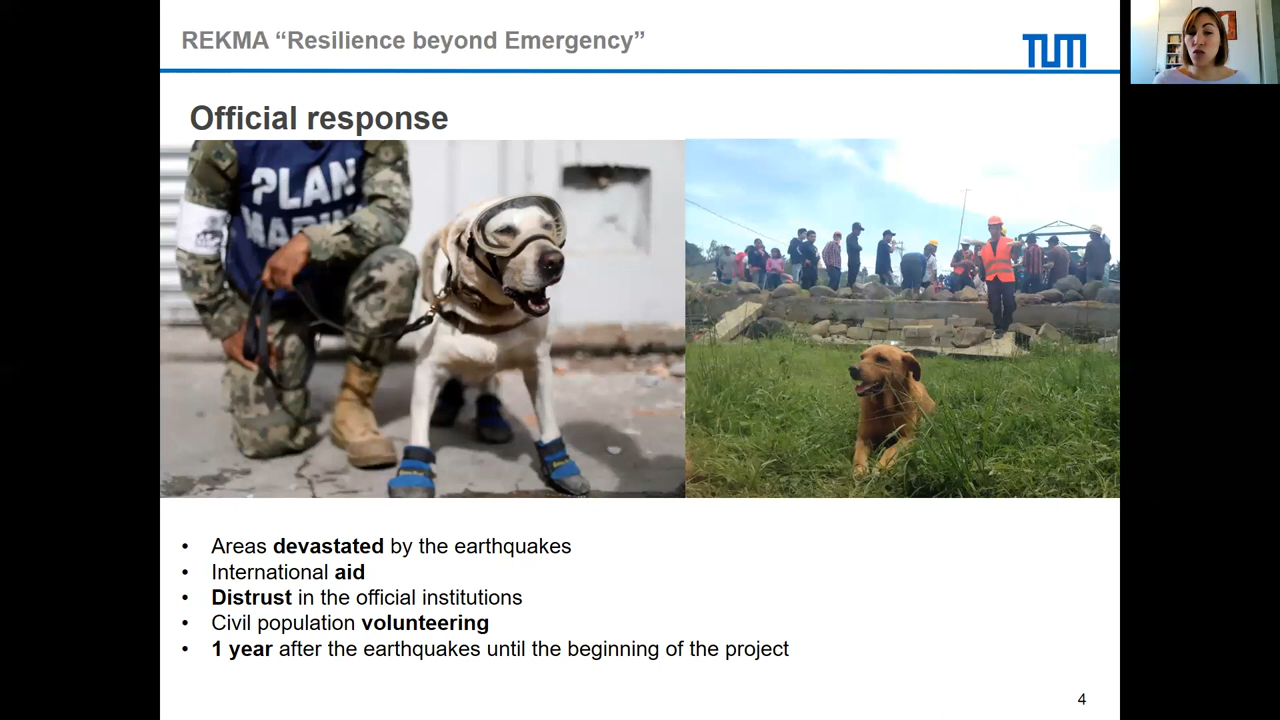 REKMA “Resilience beyond Emergency”
TUM
Official response
PLAN
MARINA
• Areas devastated by the earthquakes
• International aid
• Distrust in the official institutions
• Civil population volunteering
• 1 year after the earthquakes until the beginning of the project
4